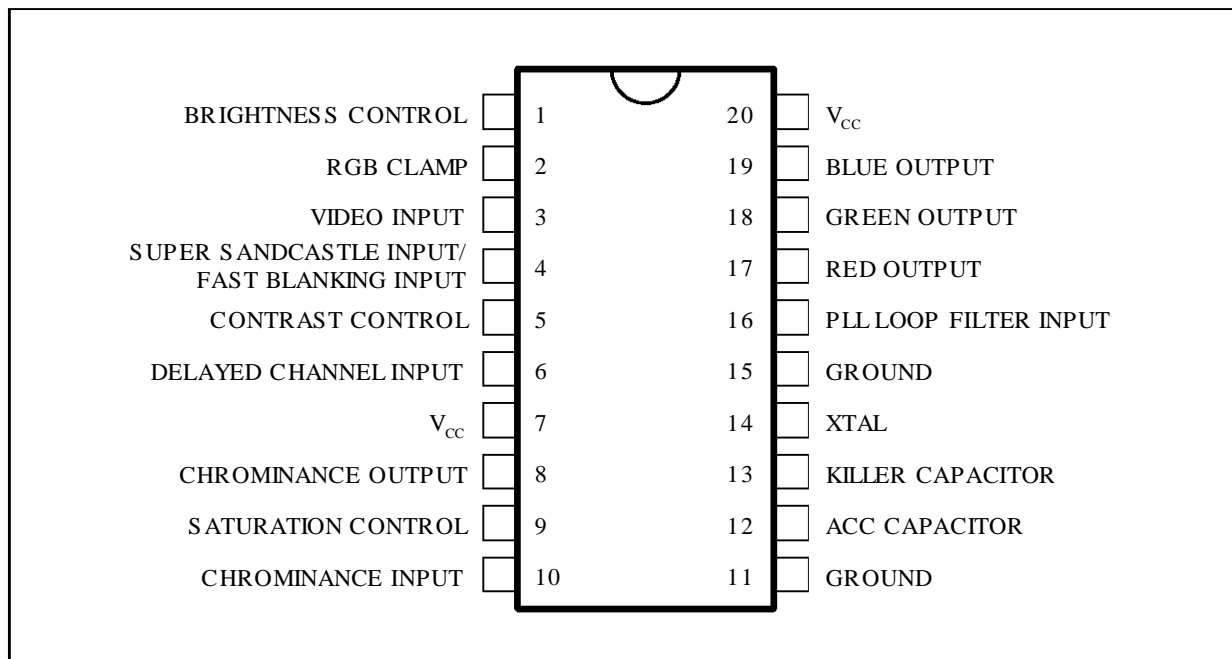 BRIGHTNESS CONTROL 1 20 VCC
RGB CLAMP 2 19 BLUE OUTPUT
VIDEO INPUT 3 18 GREEN OUTPUT
SUPER SANDCASTLE INPUT/
FAST BLANKING INPUT 4 17 RED OUTPUT
CONTRAST CONTROL 5 16 PLL LOOP FILTER INPUT
DELAYED CHANNEL INPUT 6 15 GROUND
VCC 7 14 XTAL
CHROMINANCE OUTPUT 8 13 KILLER CAPACITOR
SATURATION CONTROL 9 12 ACC CAPACITOR
CHROMINANCE INPUT 10 11 GROUND